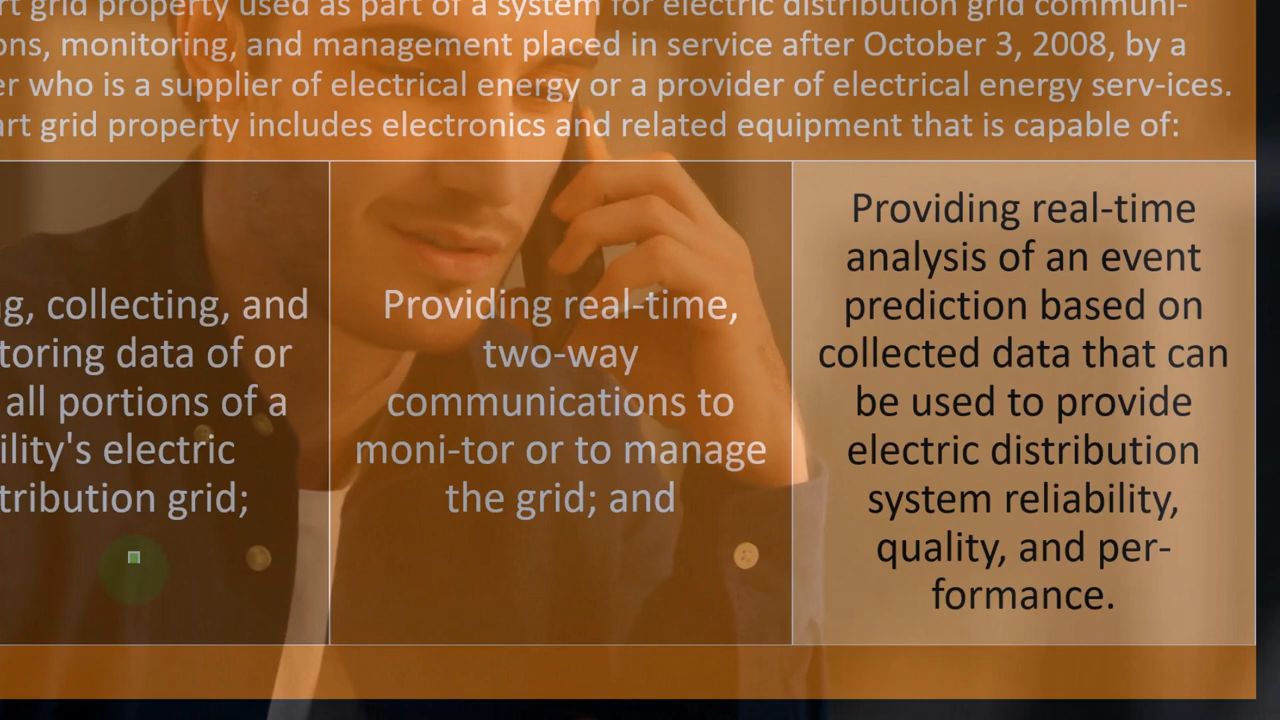 rt grid property used as part of a system for electric distribution grid communi-
ons, monitoring, and management placed in service after October 3, 2008, by a
er who is a supplier of electrical energy or a provider of electrical energy serv-ices.
art grid property includes electronics and related equipment that is capable of:
g, collecting, and
toring data of or
all portions of a
ility's electric
tribution grid;
Providing real-time,
two-way
communications to
moni-tor or to manage
the grid; and
Providing real-time
analysis of an event
prediction based on
collected data that can
be used to provide
electric distribution
system reliability,
quality, and per-
formance.